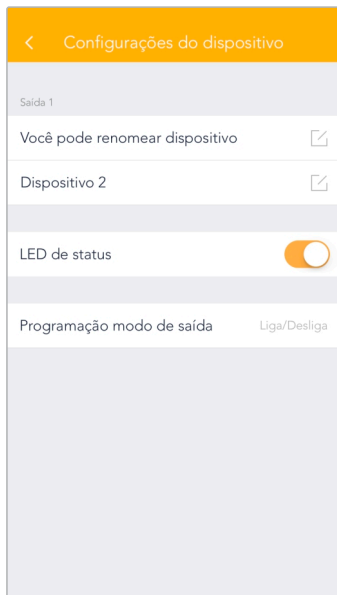 Configurações do dispositivo
Saída 1
Você pode renomear dispositivo
Dispositivo 2
LED de status
Programação modo de saída Liga/Desliga